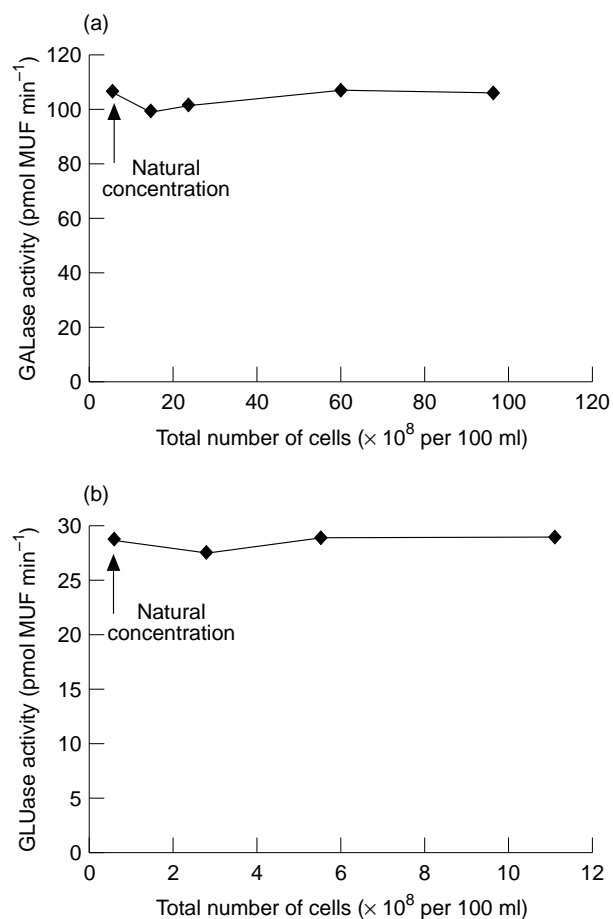 (a)
GALase activity (pmol MUF min⁻¹)
120
100
80
60
40
20
0
Natural
concentration
0 20 40 60 80 100 120
Total number of cells (× 10⁸ per 100 ml)
(b)
GLUase activity (pmol MUF min⁻¹)
30
25
20
15
10
5
0
Natural
concentration
0 2 4 6 8 10 12
Total number of cells (× 10⁸ per 100 ml)